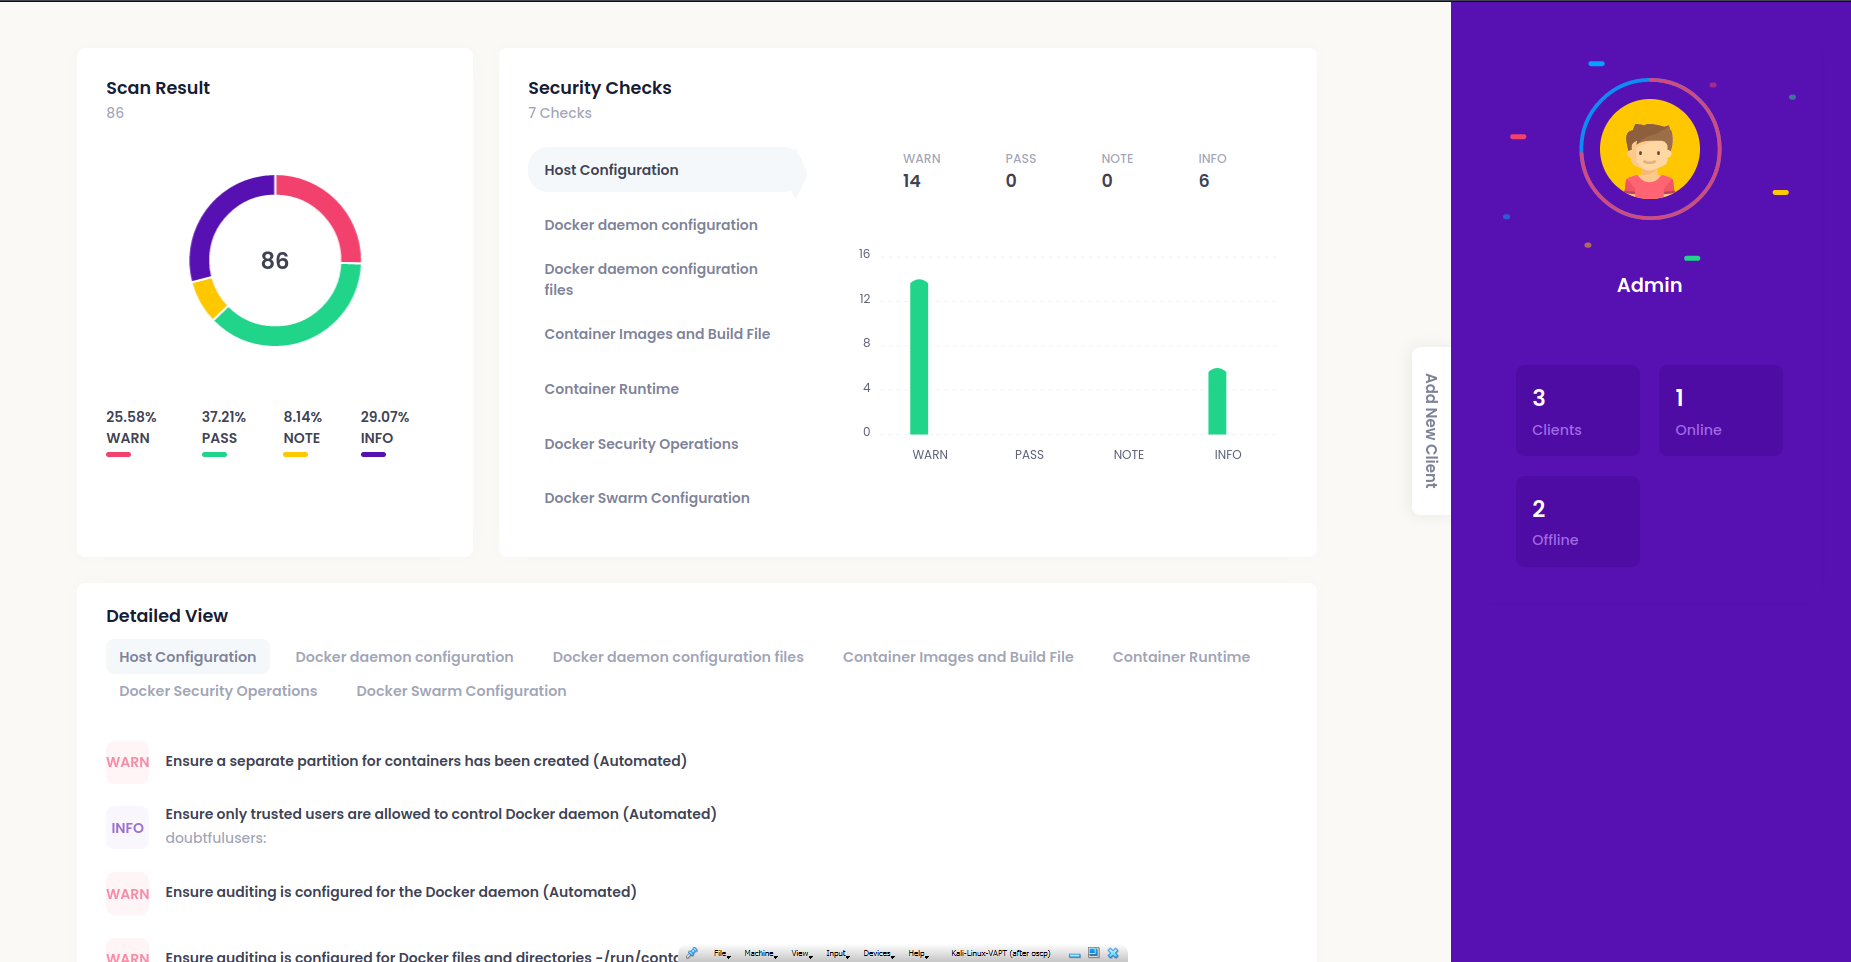 Scan Result
86
86
25.58% 37.21% 8.14% 29.07%
WARN PASS NOTE INFO
Security Checks
7 Checks
Host Configuration
Docker daemon configuration
Docker daemon configuration
files
Container Images and Build File
Container Runtime
Docker Security Operations
Docker Swarm Configuration
WARN PASS NOTE INFO
14 0 0 6
16
12
8
4
0
WARN PASS NOTE INFO
Detailed View
Host Configuration Docker daemon configuration Docker daemon configuration files Container Images and Build File Container Runtime
Docker Security Operations Docker Swarm Configuration
WARN Ensure a separate partition for containers has been created (Automated)
INFO Ensure only trusted users are allowed to control Docker daemon (Automated)
doubtfulusers:
WARN Ensure auditing is configured for the Docker daemon (Automated)
WARN Ensure auditing is configured for Docker files and directories -/run/conta
File Machine View Input Devices Help Kali-Linux-VAPT (after oscp)
Add New Client
Admin
3 1
Clients Online
2
Offline